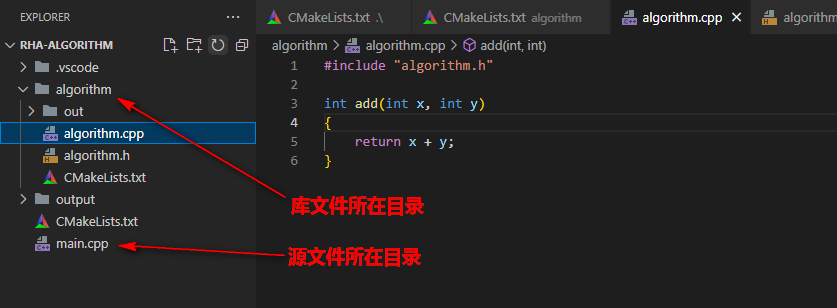 EXPLORER
RHA-ALGORITHM
.vscode
algorithm
out
algorithm.cpp
algorithm.h
CMakeLists.txt
output
CMakeLists.txt
main.cpp
CMakeLists.txt .\
CMakeLists.txt algorithm
algorithm.cpp
algorithm.h
algorithm > algorithm.cpp > add(int, int)
1 #include "algorithm.h"
2
3 int add(int x, int y)
4 {
5 return x + y;
6 }
库文件所在目录
源文件所在目录